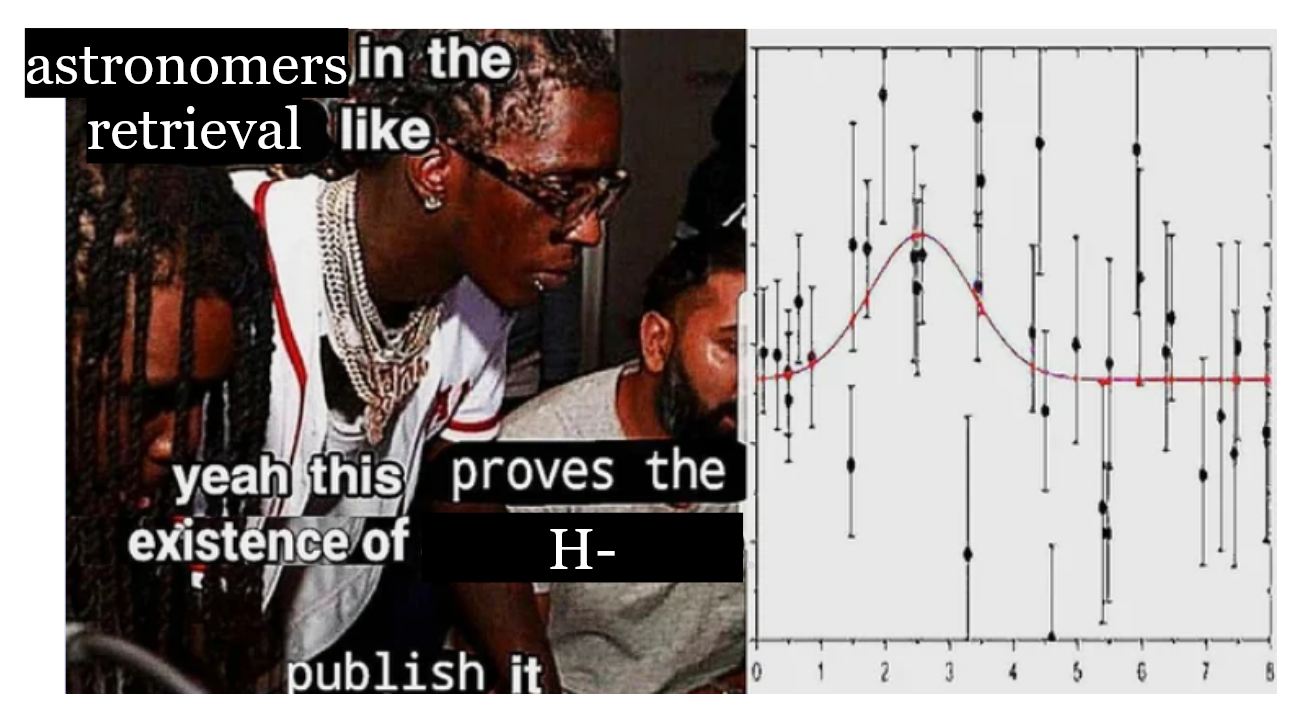 astronomers in the
retrieval like
yeah this proves the
existence of H-
publish it
0 1 2 3 4 5 6 7 8